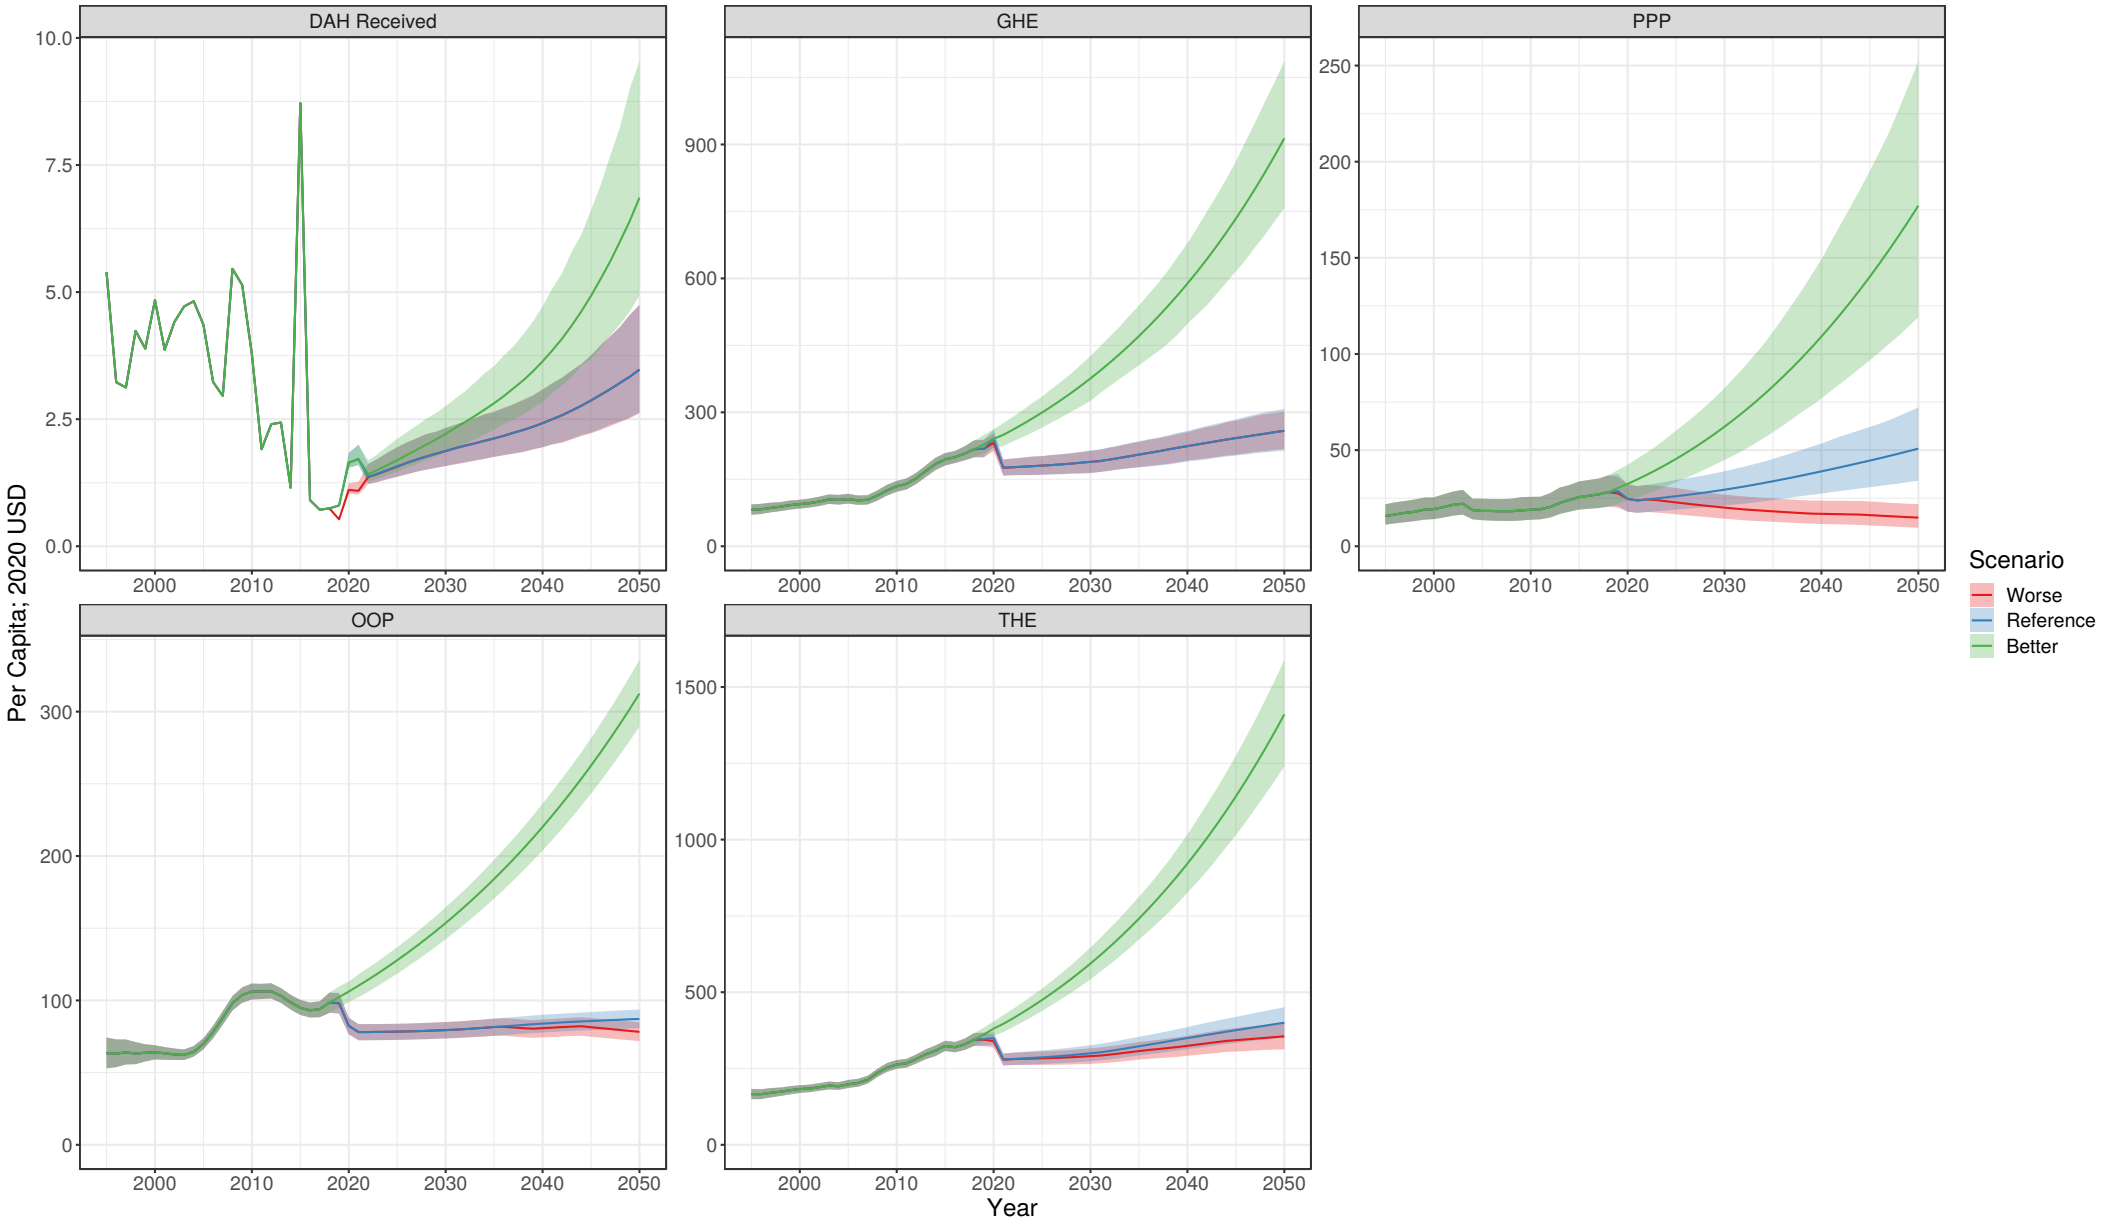 DAH Received
GHE
PPP
10.0
7.5
5.0
2.5
0.0
900
600
300
0
250
200
150
100
50
0
2000 2010 2020 2030 2040 2050
2000 2010 2020 2030 2040 2050
2000 2010 2020 2030 2040 2050
OOP
THE
300
200
100
0
1500
1000
500
0
2000 2010 2020 2030 2040 2050
2000 2010 2020 2030 2040 2050
Per Capita; 2020 USD
Year
Scenario
Worse
Reference
Better